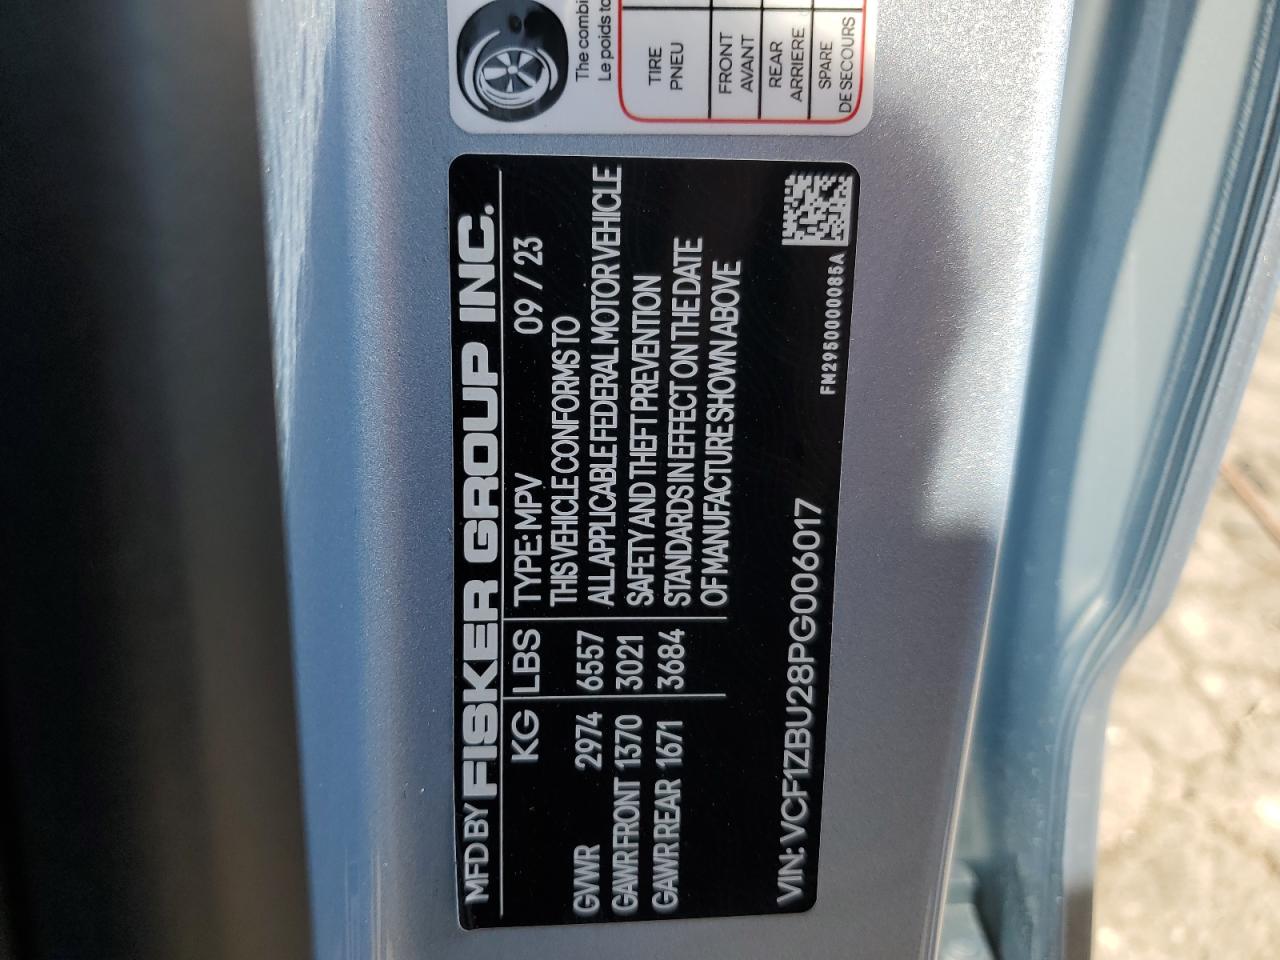 MFD BY FISKER GROUP INC.
KG LBS TYPE: MPV 09 / 23
GVWR 2974 6557
GAWR FRONT 1370 3021
GAWR REAR 1671 3684
THIS VEHICLE CONFORMS TO
ALL APPLICABLE FEDERAL MOTOR VEHICLE
SAFETY AND THEFT PREVENTION
STANDARDS IN EFFECT ON THE DATE
OF MANUFACTURE SHOWN ABOVE
VIN: VCF1ZBU28PG006017
FM29500000085A
The combi
Le poids to
TIRE
PNEU
FRONT
AVANT
REAR
ARRIERE
SPARE
DE SECOURS